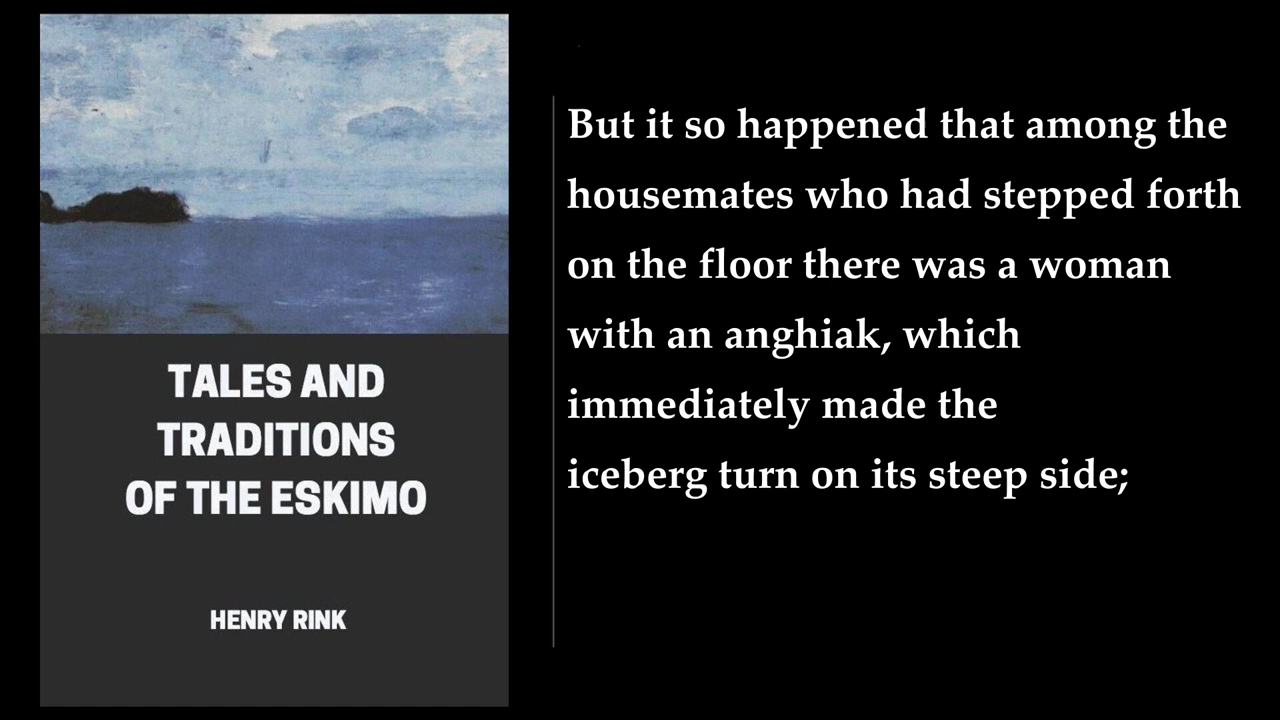 TALES AND
TRADITIONS
OF THE ESKIMO
HENRY RINK
But it so happened that among the
housemates who had stepped forth
on the floor there was a woman
with an anghiak, which
immediately made the
iceberg turn on its steep side;